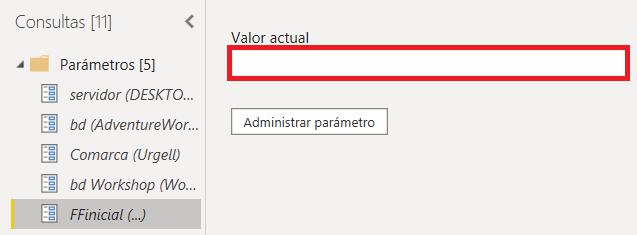 Consultas [11]
Parámetros [5]
servidor (DESKTO...
bd (AdventureWor...
Comarca (Urgell)
bd Workshop (Wo...
FFinicial (...)
Valor actual
Administrar parámetro